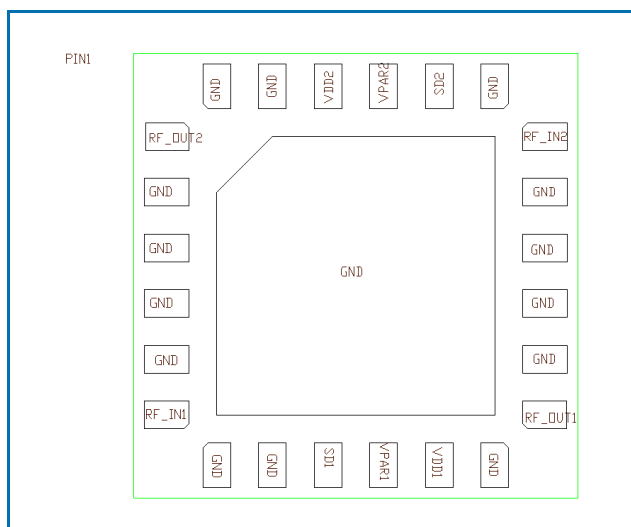 PIN1
GND
GND
VDD2
VPAR2
SD2
GND
RF_OUT2
RF_IN2
GND
GND
GND
GND
GND
GND
GND
GND
GND
RF_IN1
RF_OUT1
GND
GND
SD1
VPAR1
VDD1
GND